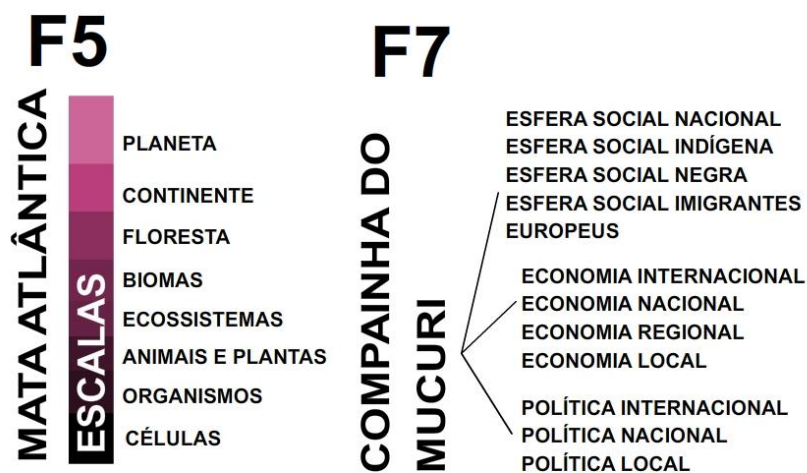 F5
MATA ATLÂNTICA
ESCALAS
PLANETA
CONTINENTE
FLORESTA
BIOMAS
ECOSSISTEMAS
ANIMAIS E PLANTAS
ORGANISMOS
CÉLULAS
F7
COMPAINHA DO
MUCURI
ESFERA SOCIAL NACIONAL
ESFERA SOCIAL INDÍGENA
ESFERA SOCIAL NEGRA
ESFERA SOCIAL IMIGRANTES
EUROPEUS
ECONOMIA INTERNACIONAL
ECONOMIA NACIONAL
ECONOMIA REGIONAL
ECONOMIA LOCAL
POLÍTICA INTERNACIONAL
POLÍTICA NACIONAL
POLÍTICA LOCAL